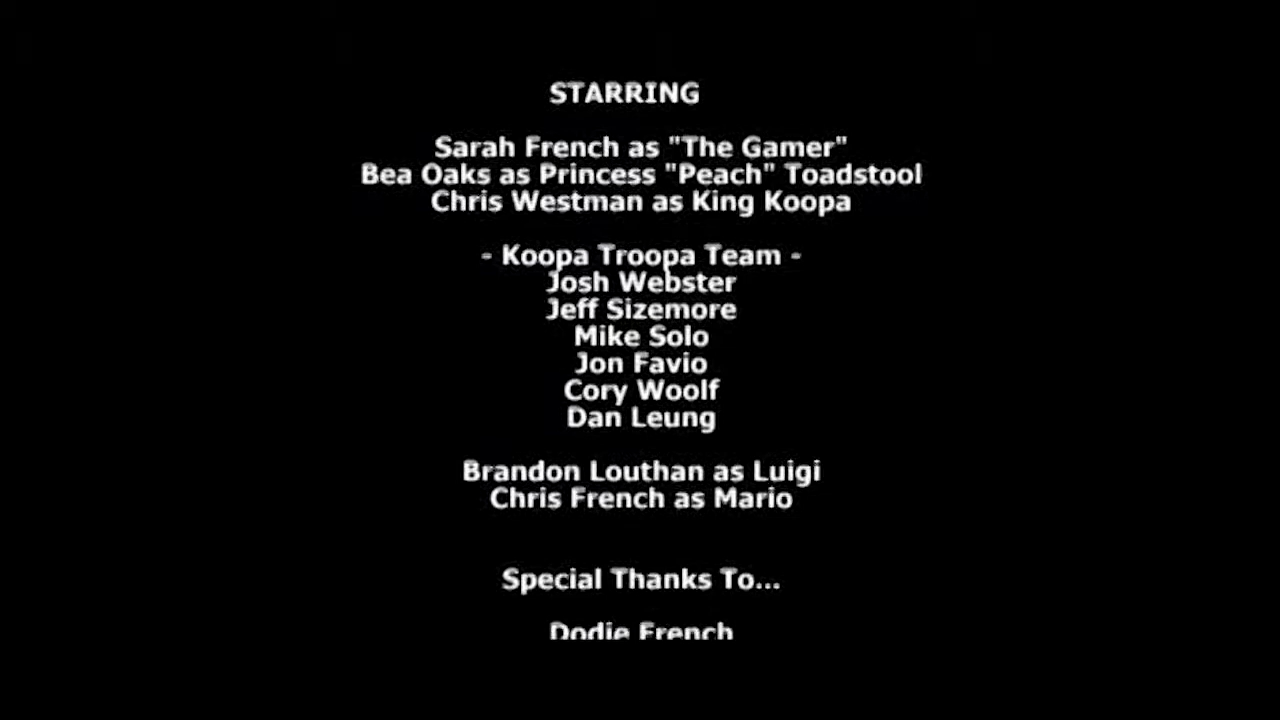 STARRING
Sarah French as "The Gamer"
Bea Oaks as Princess "Peach" Toadstool
Chris Westman as King Koopa
- Koopa Troopa Team -
Josh Webster
Jeff Sizemore
Mike Solo
Jon Favio
Cory Woolf
Dan Leung
Brandon Louthan as Luigi
Chris French as Mario
Special Thanks To...
Dodie French